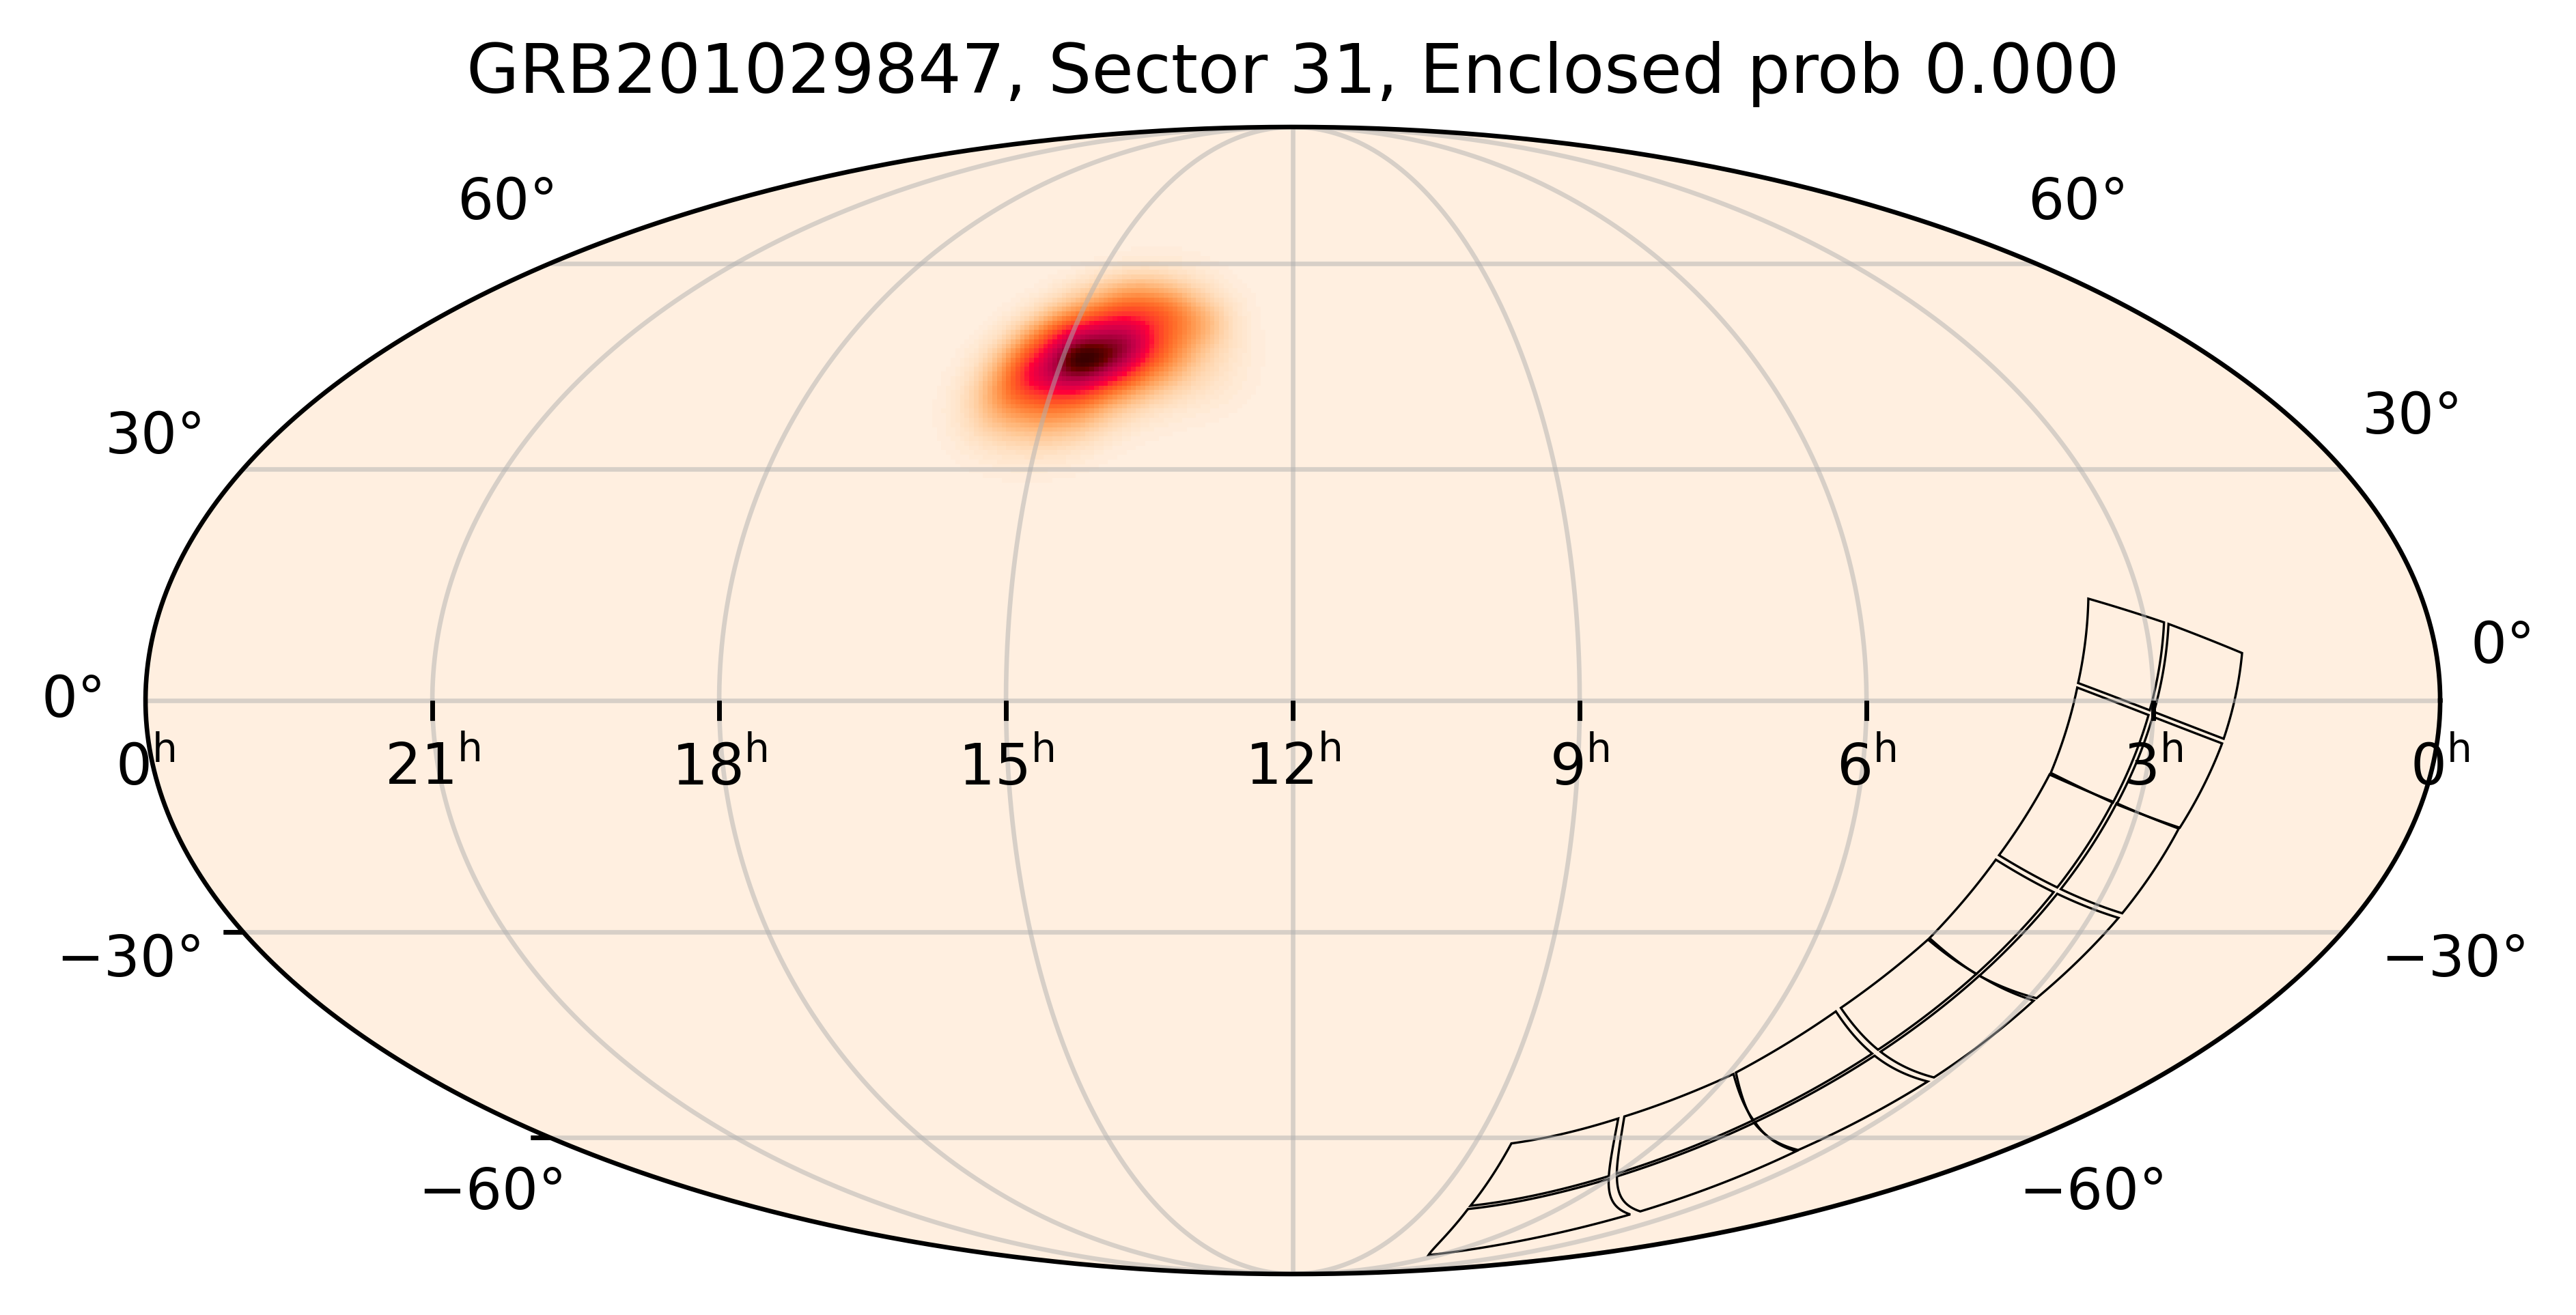 GRB201029847, Sector 31, Enclosed prob 0.000
60° 60°
30° 30°
0° 0°
0h 21h 18h 15h 12h 9h 6h 3h 0h
−30° −30°
−60° −60°